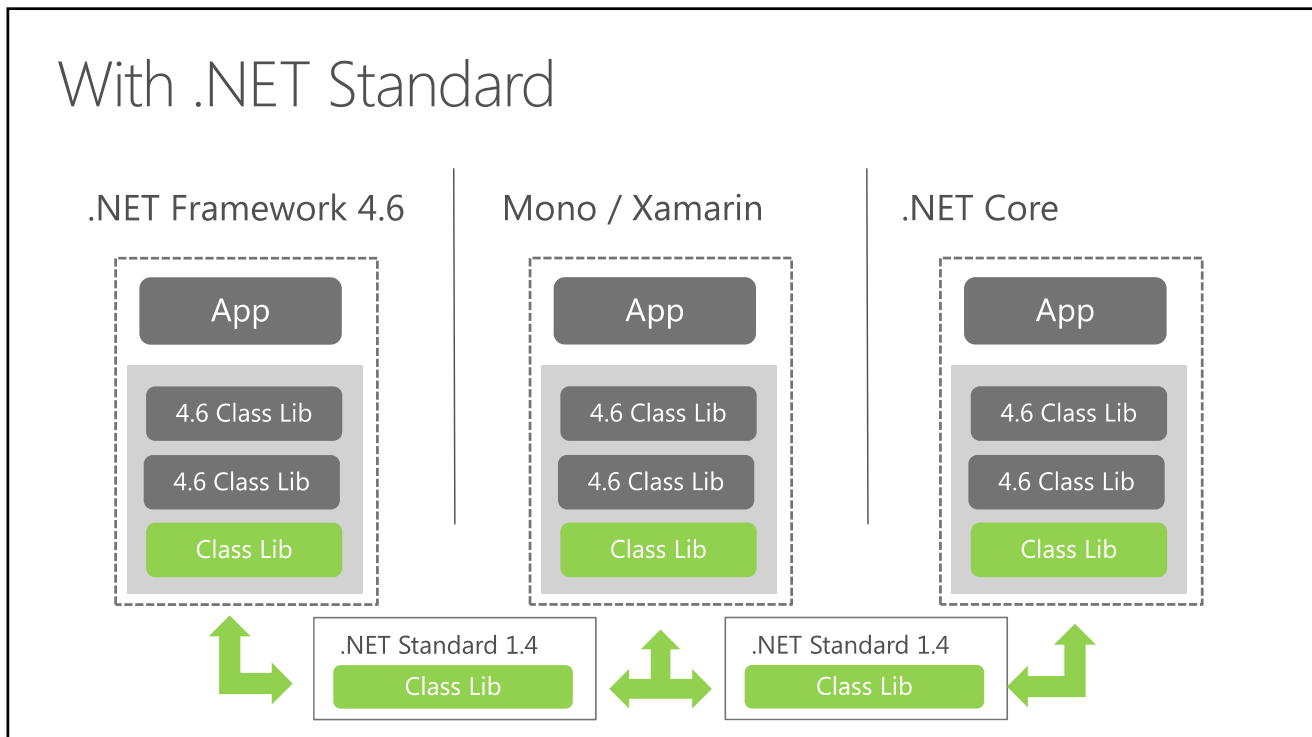 With .NET Standard
.NET Framework 4.6
Mono / Xamarin
.NET Core
App
App
App
4.6 Class Lib
4.6 Class Lib
4.6 Class Lib
4.6 Class Lib
4.6 Class Lib
4.6 Class Lib
Class Lib
Class Lib
Class Lib
.NET Standard 1.4
.NET Standard 1.4
Class Lib
Class Lib